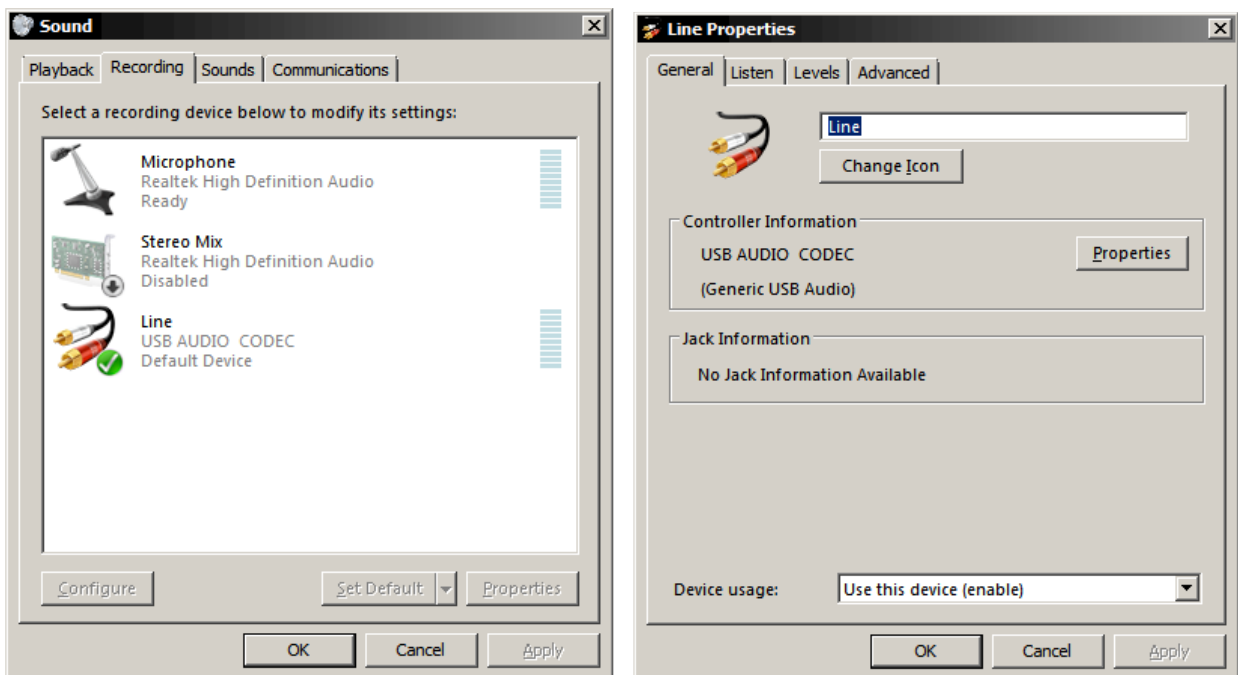 Sound
Playback Recording Sounds Communications
Select a recording device below to modify its settings:
Microphone
Realtek High Definition Audio
Ready
Stereo Mix
Realtek High Definition Audio
Disabled
Line
USB AUDIO  CODEC
Default Device
Configure Set Default Properties
OK Cancel Apply
Line Properties
General Listen Levels Advanced
Line
Change Icon
Controller Information
USB AUDIO  CODEC Properties
(Generic USB Audio)
Jack Information
No Jack Information Available
Device usage: Use this device (enable)
OK Cancel Apply